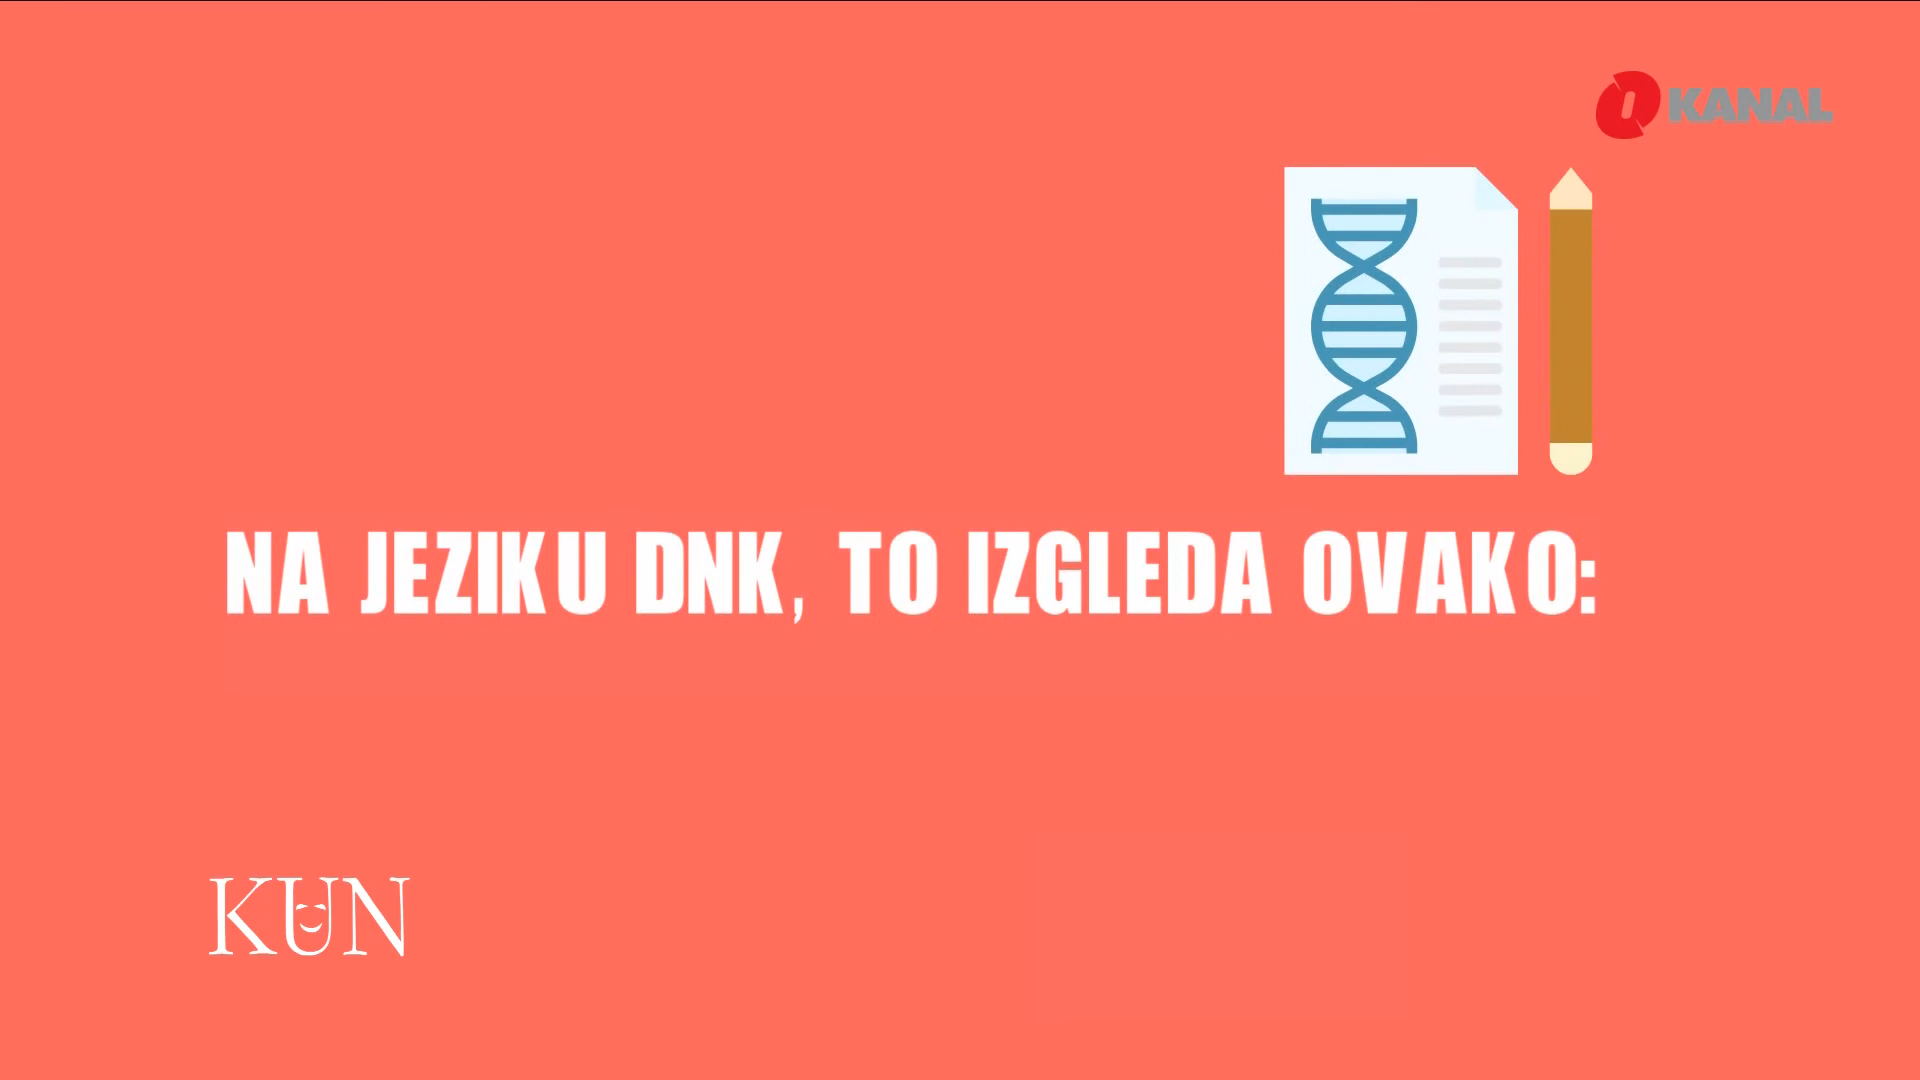 O KANAL
NA JEZIKU DNK, TO IZGLEDA OVAKO:
KUN